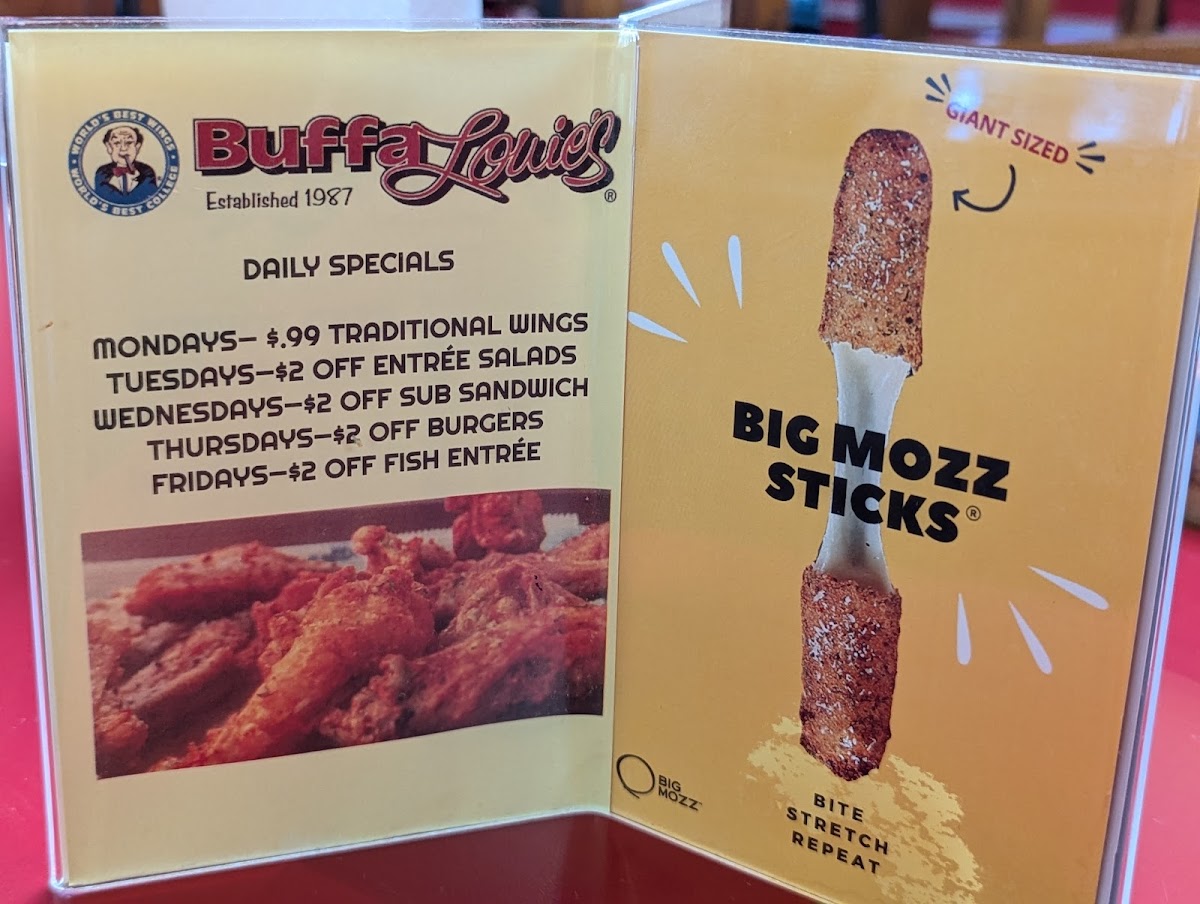 WORLD'S BEST WINGS
WORLD'S BEST COLLEGE
BuffaLouie's®
Established 1987
DAILY SPECIALS
MONDAYS— $.99 TRADITIONAL WINGS
TUESDAYS—$2 OFF ENTRÉE SALADS
WEDNESDAYS—$2 OFF SUB SANDWICH
THURSDAYS—$2 OFF BURGERS
FRIDAYS—$2 OFF FISH ENTRÉE
GIANT SIZED
BIG MOZZ
STICKS®
BIG
MOZZ™
BITE
STRETCH
REPEAT